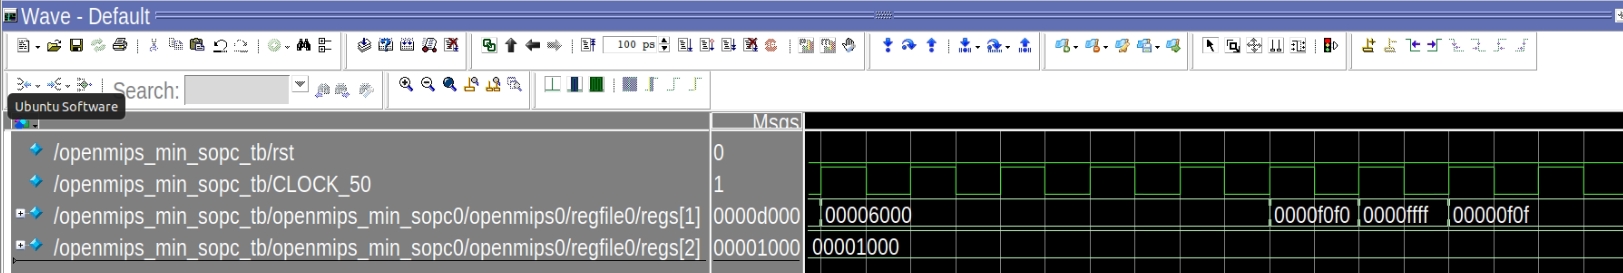 Wave - Default
100 ps
Search:
Ubuntu Software
Msgs
/openmips_min_sopc_tb/rst 0
/openmips_min_sopc_tb/CLOCK_50 1
/openmips_min_sopc_tb/openmips_min_sopc0/openmips0/regfile0/regs[1] 0000d000 00006000 0000f0f0 0000ffff 00000f0f
/openmips_min_sopc_tb/openmips_min_sopc0/openmips0/regfile0/regs[2] 00001000 00001000